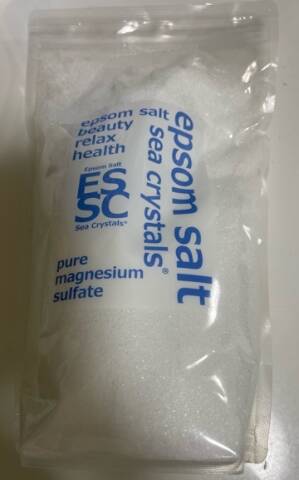 epsom salt
beauty
relax
health
Epsom Salt
ES
SC
Sea Crystals®
pure
magnesium
sulfate
epsom salt
sea crystals®